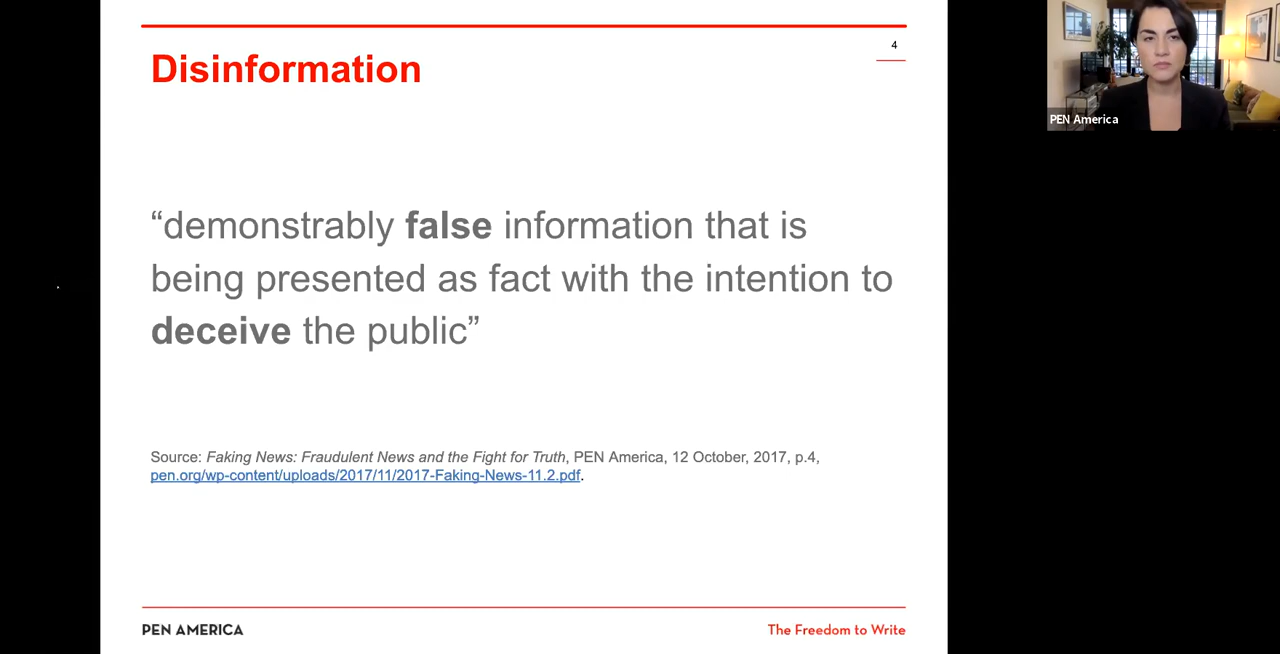 4
Disinformation
“demonstrably false information that is
being presented as fact with the intention to
deceive the public”
Source: Faking News: Fraudulent News and the Fight for Truth, PEN America, 12 October, 2017, p.4,
pen.org/wp-content/uploads/2017/11/2017-Faking-News-11.2.pdf.
PEN AMERICA
The Freedom to Write
PEN America